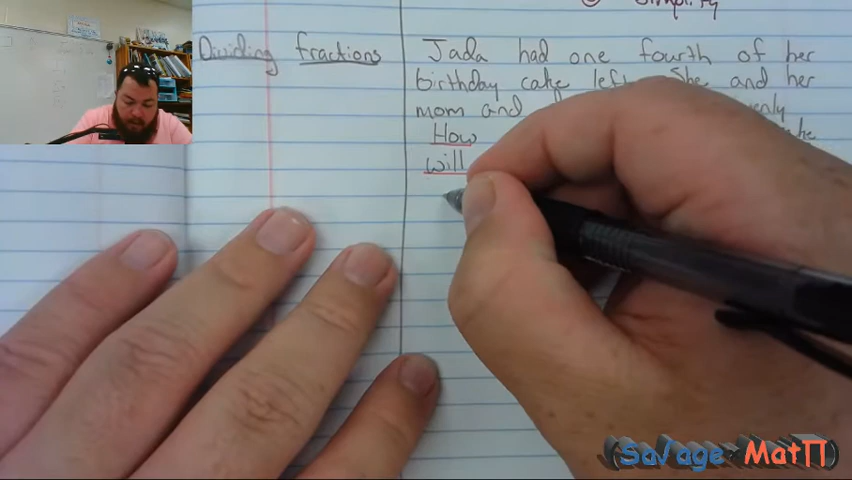 Simplify
Dividing fractions
Jada had one fourth of her
birthday cake left. She and her
mom and
How
will
SaVage MatΠ